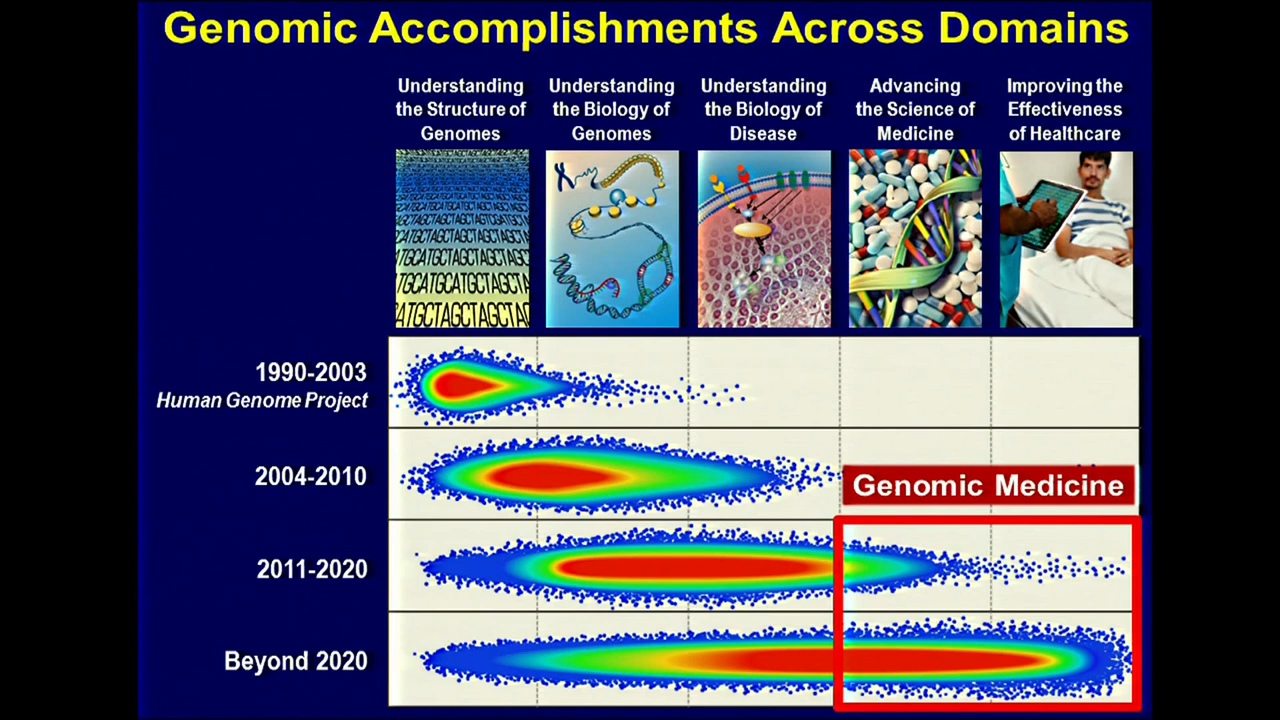 Genomic Accomplishments Across Domains
Understanding
the Structure of
Genomes
Understanding
the Biology of
Genomes
Understanding
the Biology of
Disease
Advancing
the Science of
Medicine
Improving the
Effectiveness
of Healthcare
1990-2003
Human Genome Project
2004-2010
Genomic Medicine
2011-2020
Beyond 2020